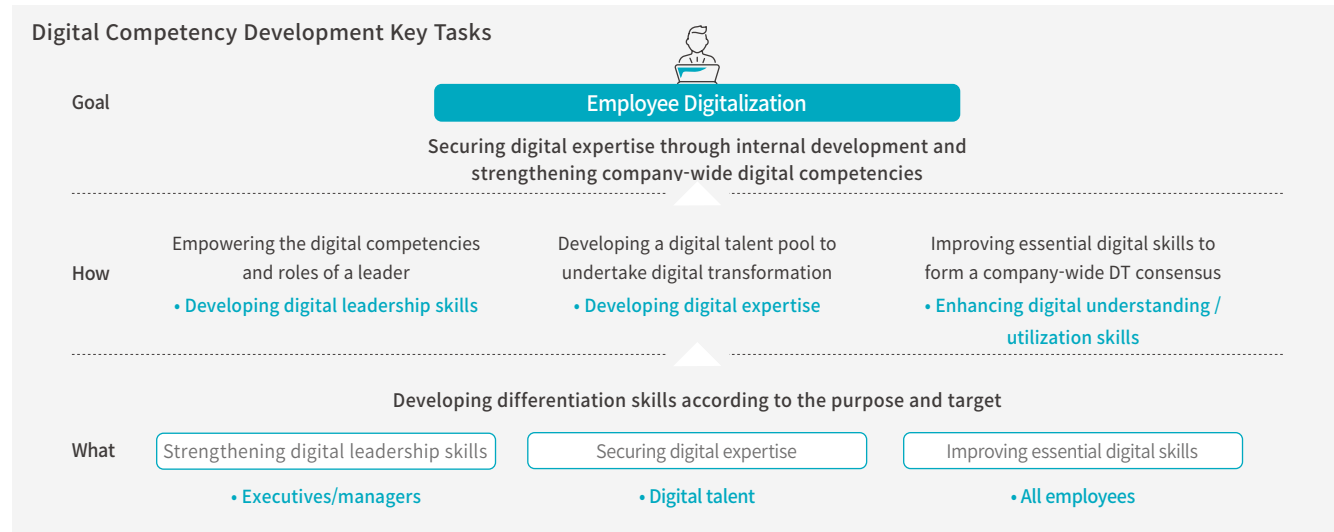 Digital Competency Development Key Tasks
Goal
Employee Digitalization
Securing digital expertise through internal development and
strengthening company-wide digital competencies
How
Empowering the digital competencies
and roles of a leader
• Developing digital leadership skills
Developing a digital talent pool to
undertake digital transformation
• Developing digital expertise
Improving essential digital skills to
form a company-wide DT consensus
• Enhancing digital understanding /
utilization skills
Developing differentiation skills according to the purpose and target
What
Strengthening digital leadership skills
• Executives/managers
Securing digital expertise
• Digital talent
Improving essential digital skills
• All employees